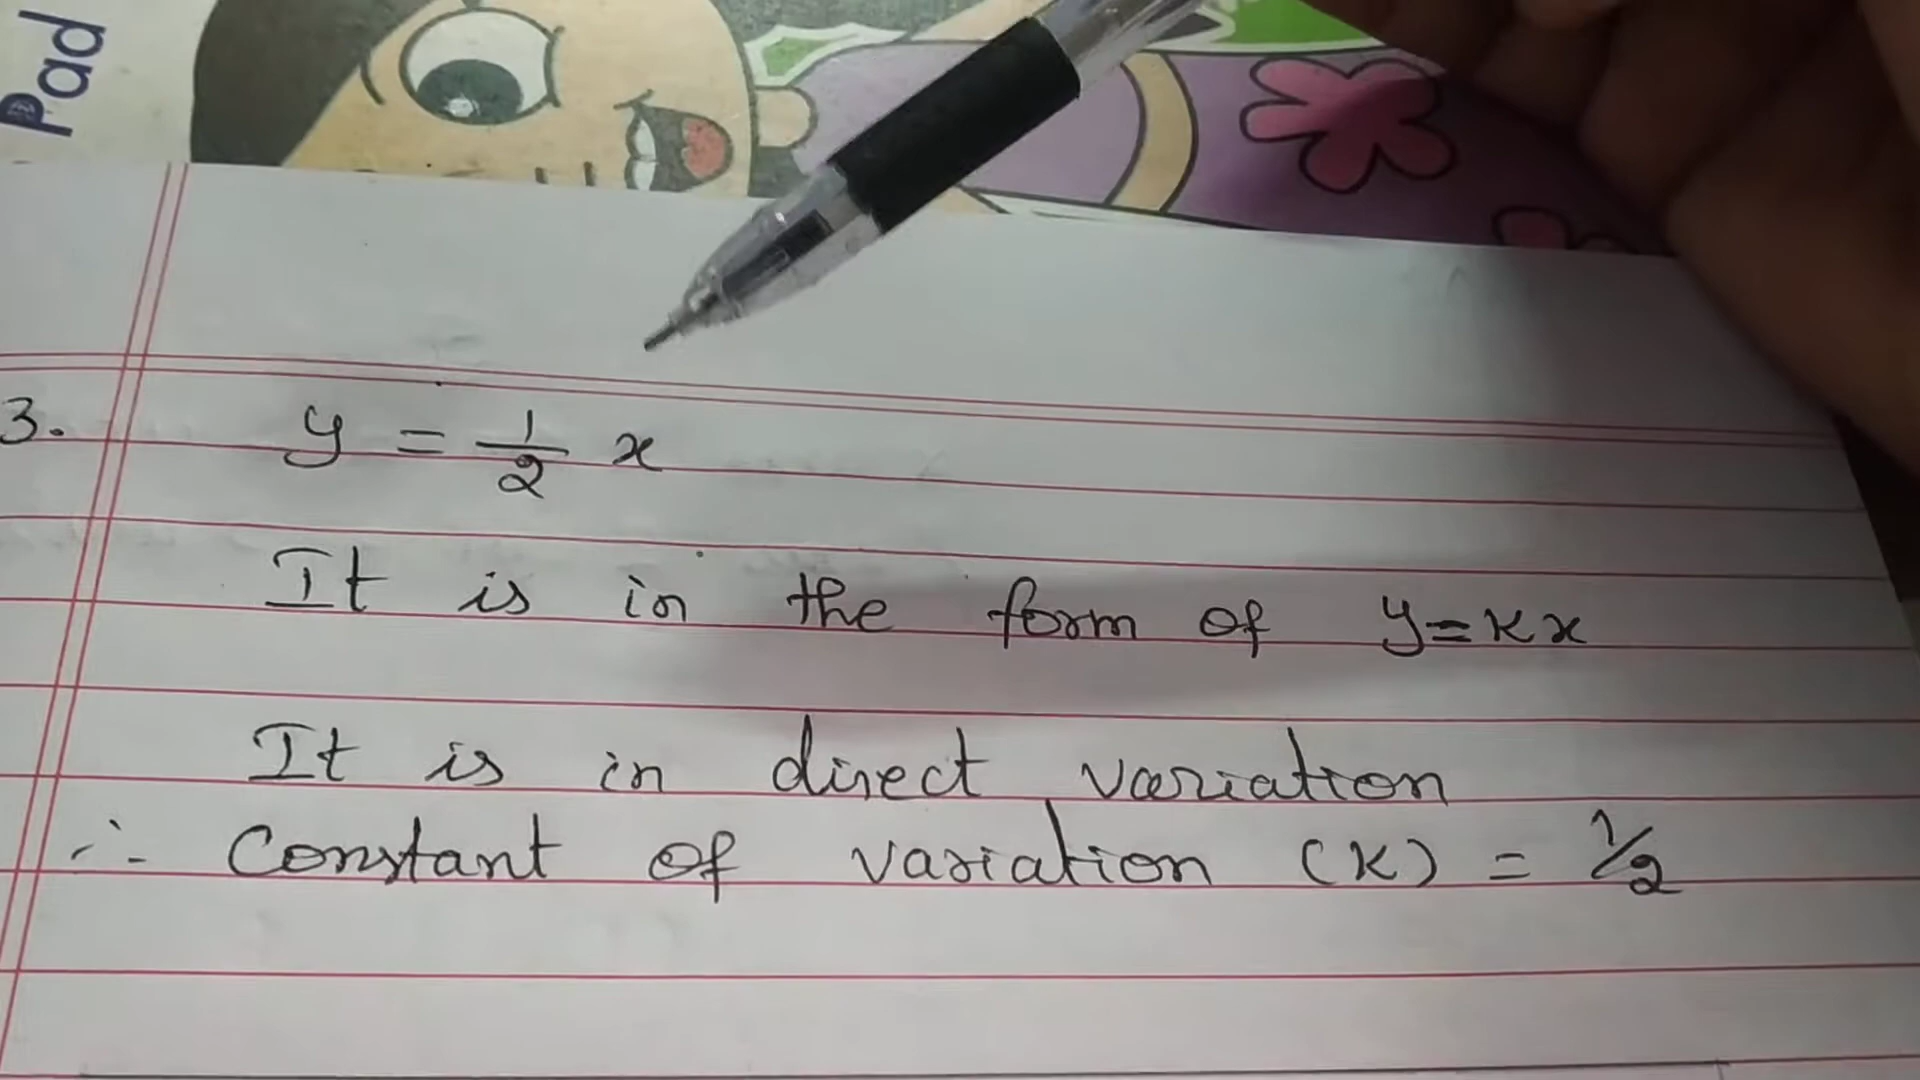 Pad
3. y = 1/2 x
It is in the form of y=kx
It is in direct variation
∴ Constant of variation (K) = 1/2